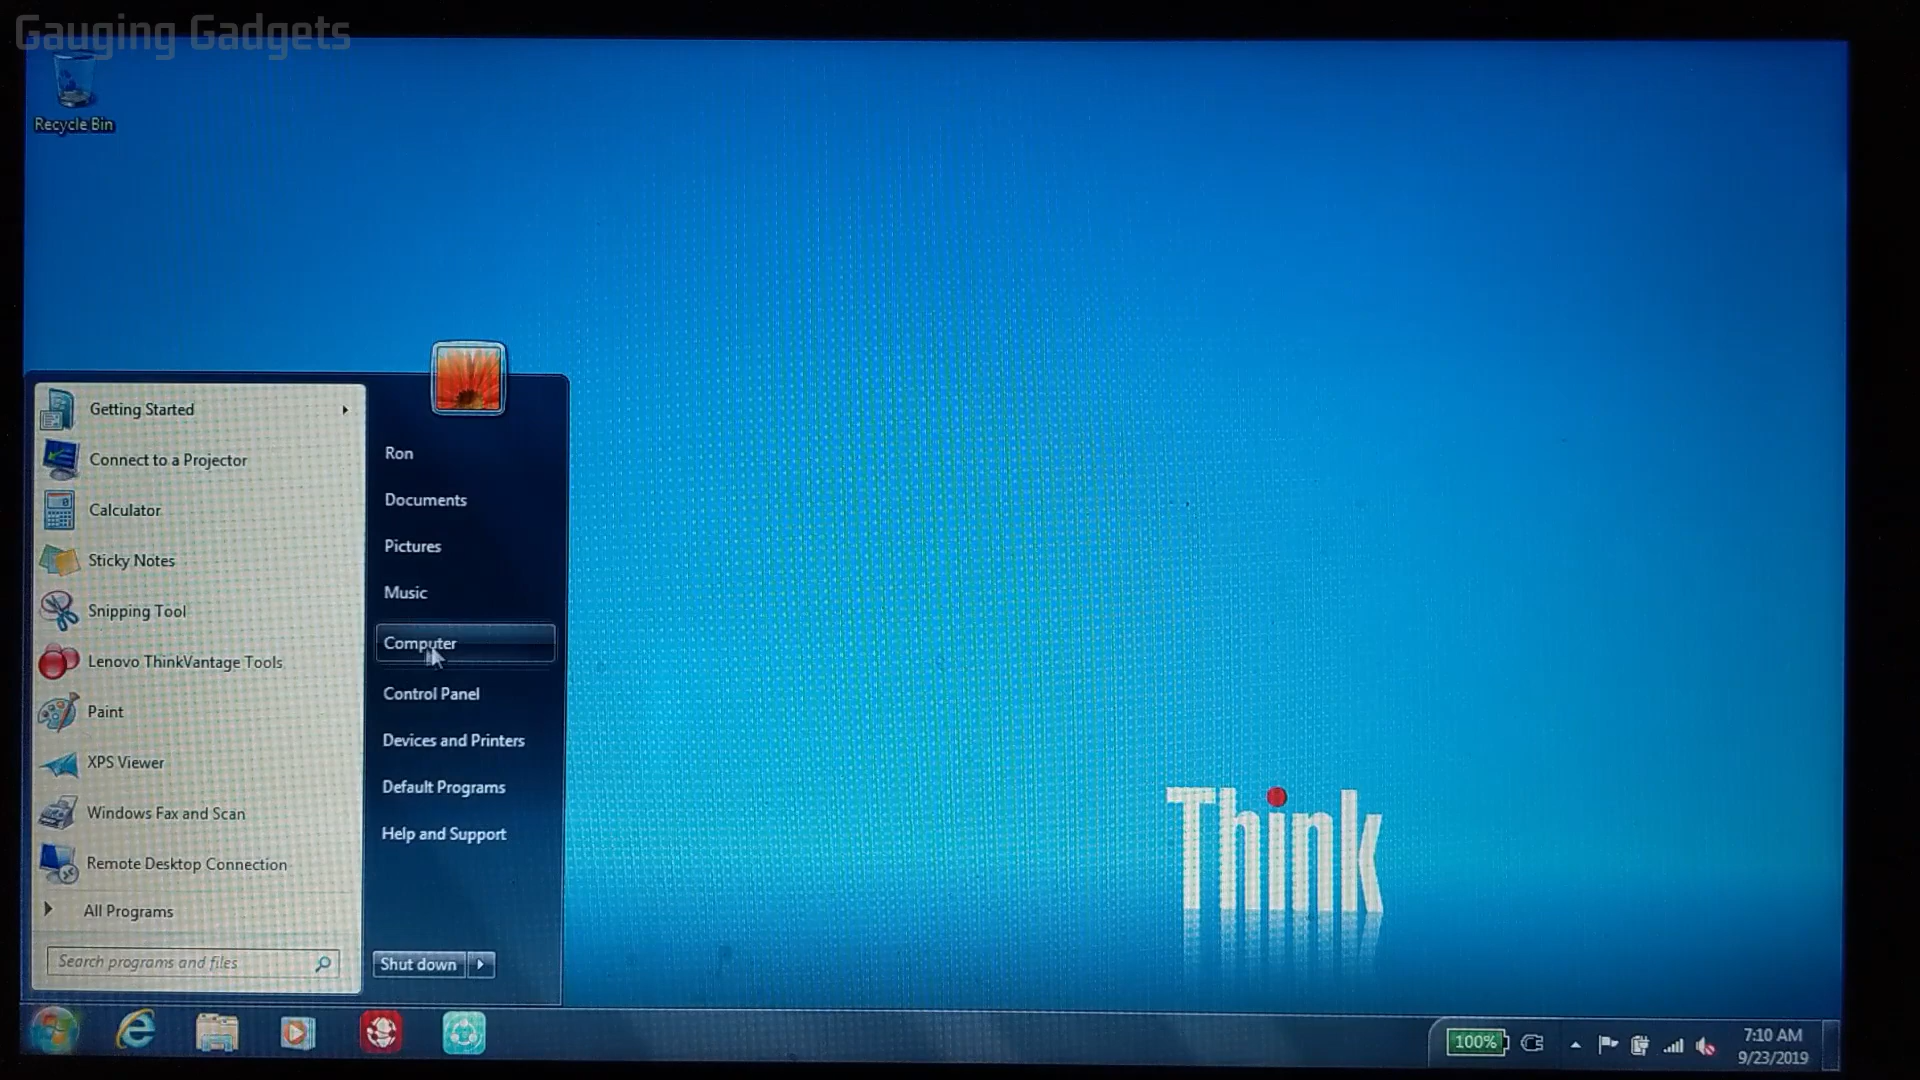 Gauging Gadgets
Recycle Bin
Getting Started
Connect to a Projector
Calculator
Sticky Notes
Snipping Tool
Lenovo ThinkVantage Tools
Paint
XPS Viewer
Windows Fax and Scan
Remote Desktop Connection
All Programs
Search programs and files
Ron
Documents
Pictures
Music
Computer
Control Panel
Devices and Printers
Default Programs
Help and Support
Shut down
Think
100%
7:10 AM
9/23/2019